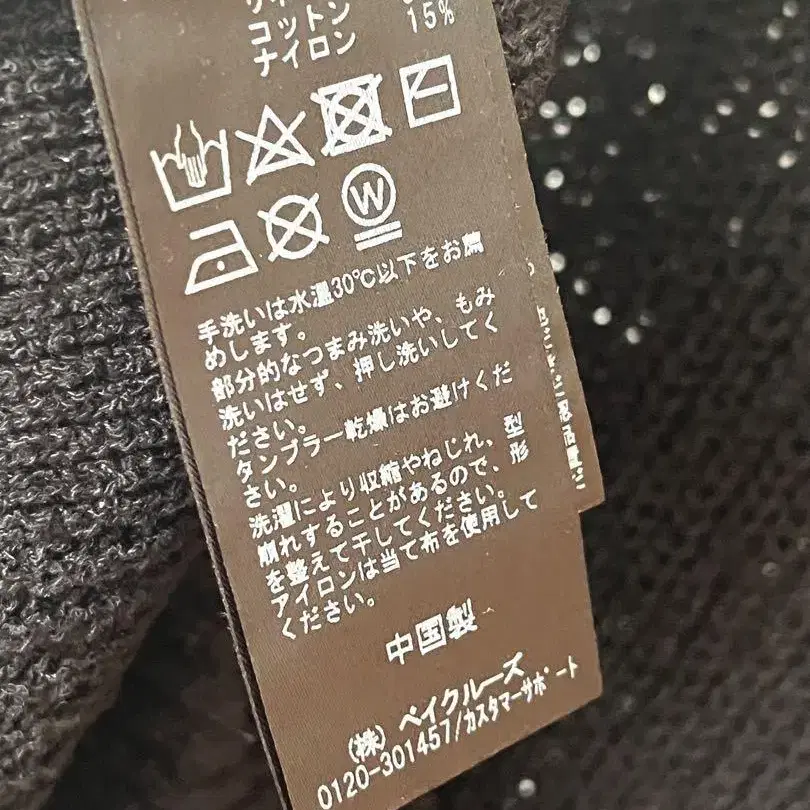 コットン
ナイロン 15%
W
手洗いは水温30℃以下をお薦
めします。
部分的なつまみ洗いや、もみ
洗いはせず、押し洗いしてく
ださい。
タンブラー乾燥はお避けくだ
さい。
洗濯により収縮やねじれ、型
崩れすることがあるので、形
を整えて干してください。
アイロンは当て布を使用して
ください。
中国製
(株) ベイクルーズ
0120-301457/カスタマーサポート